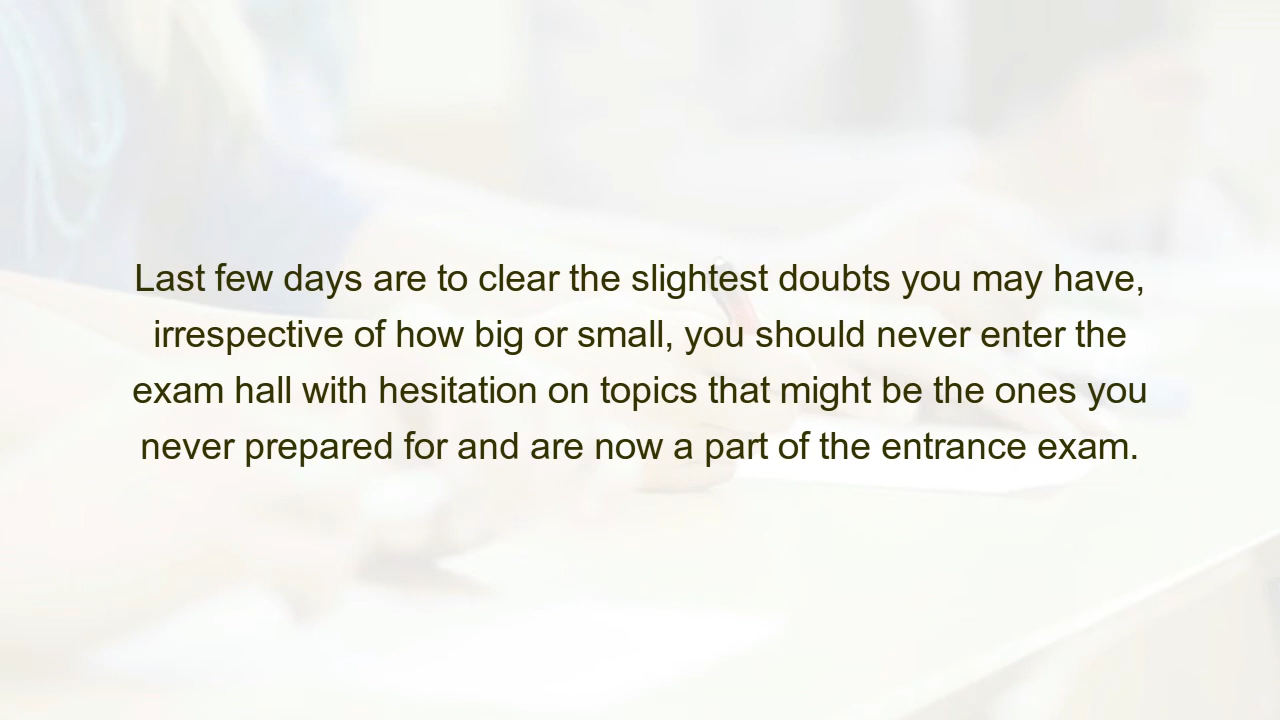 Last few days are to clear the slightest doubts you may have,
irrespective of how big or small, you should never enter the
exam hall with hesitation on topics that might be the ones you
never prepared for and are now a part of the entrance exam.